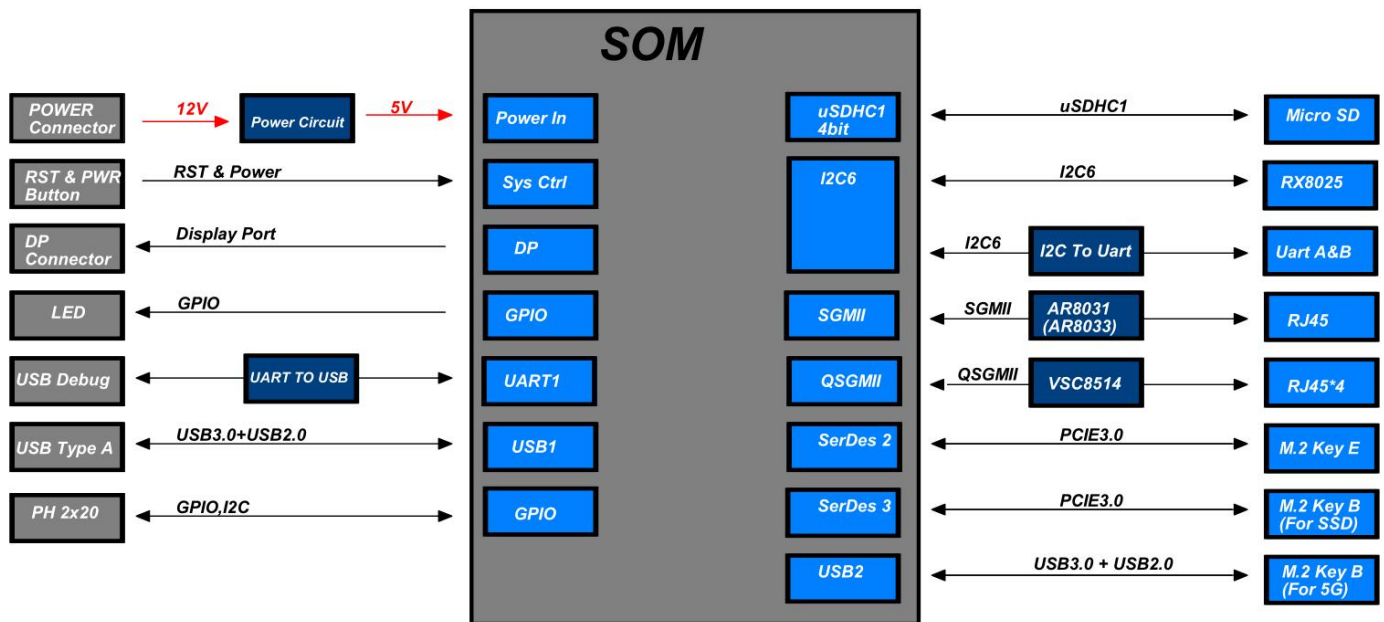 SOM
POWER
Connector
12V
Power Circuit
5V
Power In
uSDHC1
4bit
uSDHC1
Micro SD
RST & PWR
Button
RST & Power
Sys Ctrl
I2C6
I2C6
RX8025
DP
Connector
Display Port
DP
I2C6
I2C To Uart
Uart A&B
LED
GPIO
GPIO
SGMII
SGMII
AR8031
(AR8033)
RJ45
USB Debug
UART TO USB
UART1
QSGMII
QSGMII
VSC8514
RJ45*4
USB Type A
USB3.0+USB2.0
USB1
SerDes 2
PCIE3.0
M.2 Key E
PH 2x20
GPIO,I2C
GPIO
SerDes 3
PCIE3.0
M.2 Key B
(For SSD)
USB2
USB3.0 + USB2.0
M.2 Key B
(For 5G)